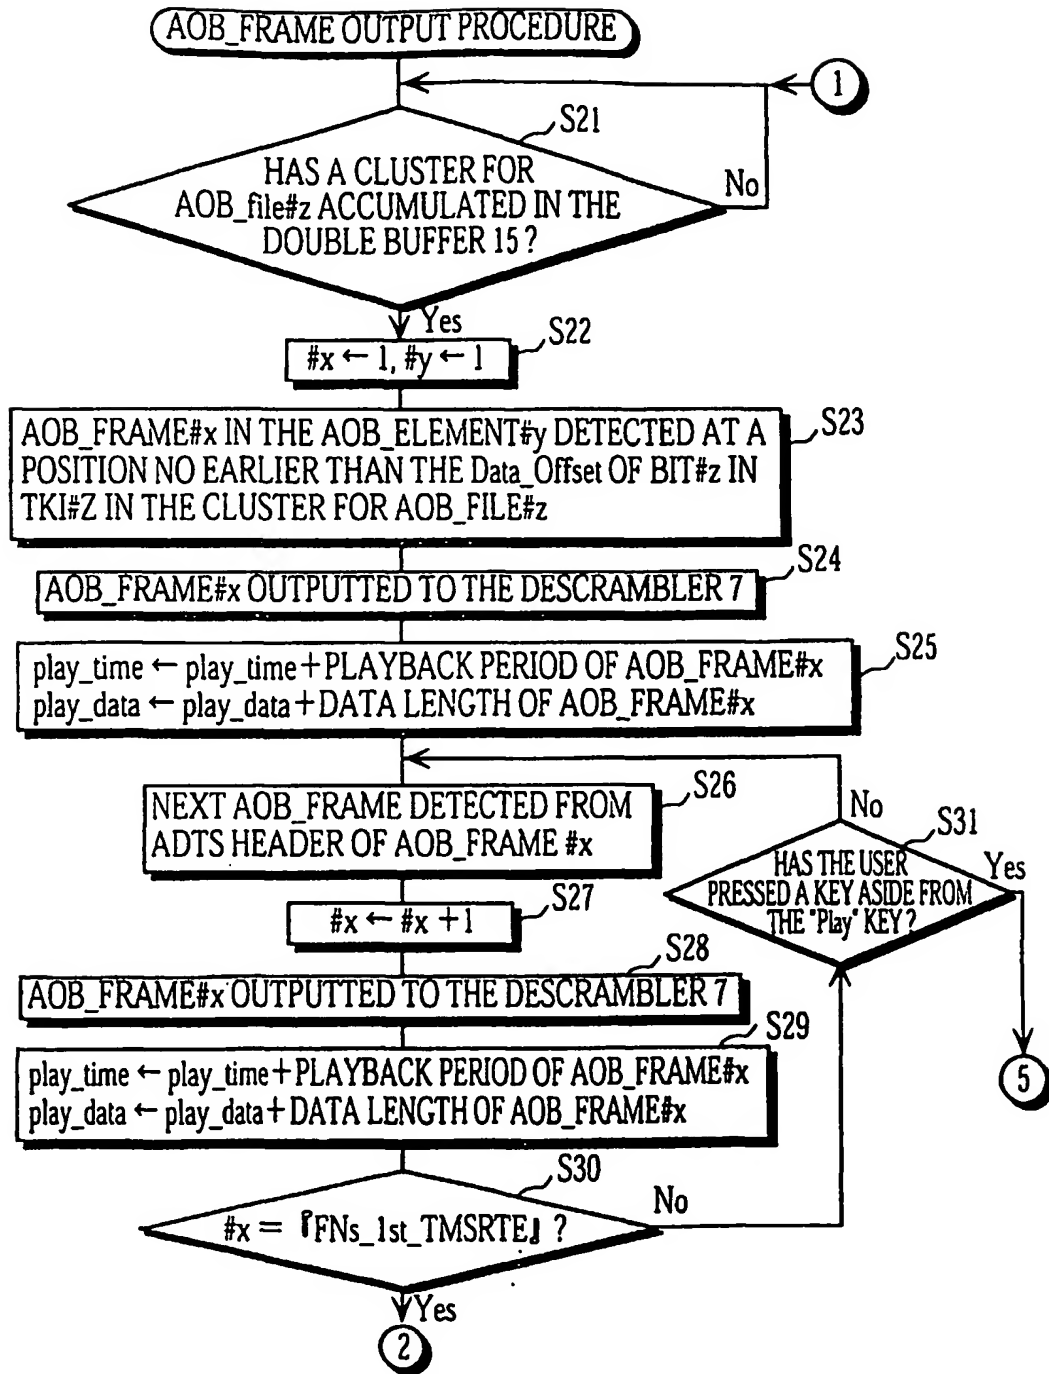 AOB_FRAME OUTPUT PROCEDURE
1
S21
HAS A CLUSTER FOR
AOB_file#z ACCUMULATED IN THE
DOUBLE BUFFER 15 ?
No
Yes
S22
#x ← 1, #y ← 1
S23
AOB_FRAME#x IN THE AOB_ELEMENT#y DETECTED AT A
POSITION NO EARLIER THAN THE Data_Offset OF BIT#z IN
TKI#Z IN THE CLUSTER FOR AOB_FILE#z
S24
AOB_FRAME#x OUTPUTTED TO THE DESCRAMBLER 7
S25
play_time ← play_time+PLAYBACK PERIOD OF AOB_FRAME#x
play_data ← play_data+DATA LENGTH OF AOB_FRAME#x
S26
NEXT AOB_FRAME DETECTED FROM
ADTS HEADER OF AOB_FRAME #x
No
S31
HAS THE USER
PRESSED A KEY ASIDE FROM
THE "Play" KEY ?
Yes
S27
#x ← #x +1
S28
AOB_FRAME#x OUTPUTTED TO THE DESCRAMBLER 7
S29
play_time ← play_time+PLAYBACK PERIOD OF AOB_FRAME#x
play_data ← play_data+DATA LENGTH OF AOB_FRAME#x
5
S30
#x = 『FNs_1st_TMSRTE』 ?
No
Yes
2